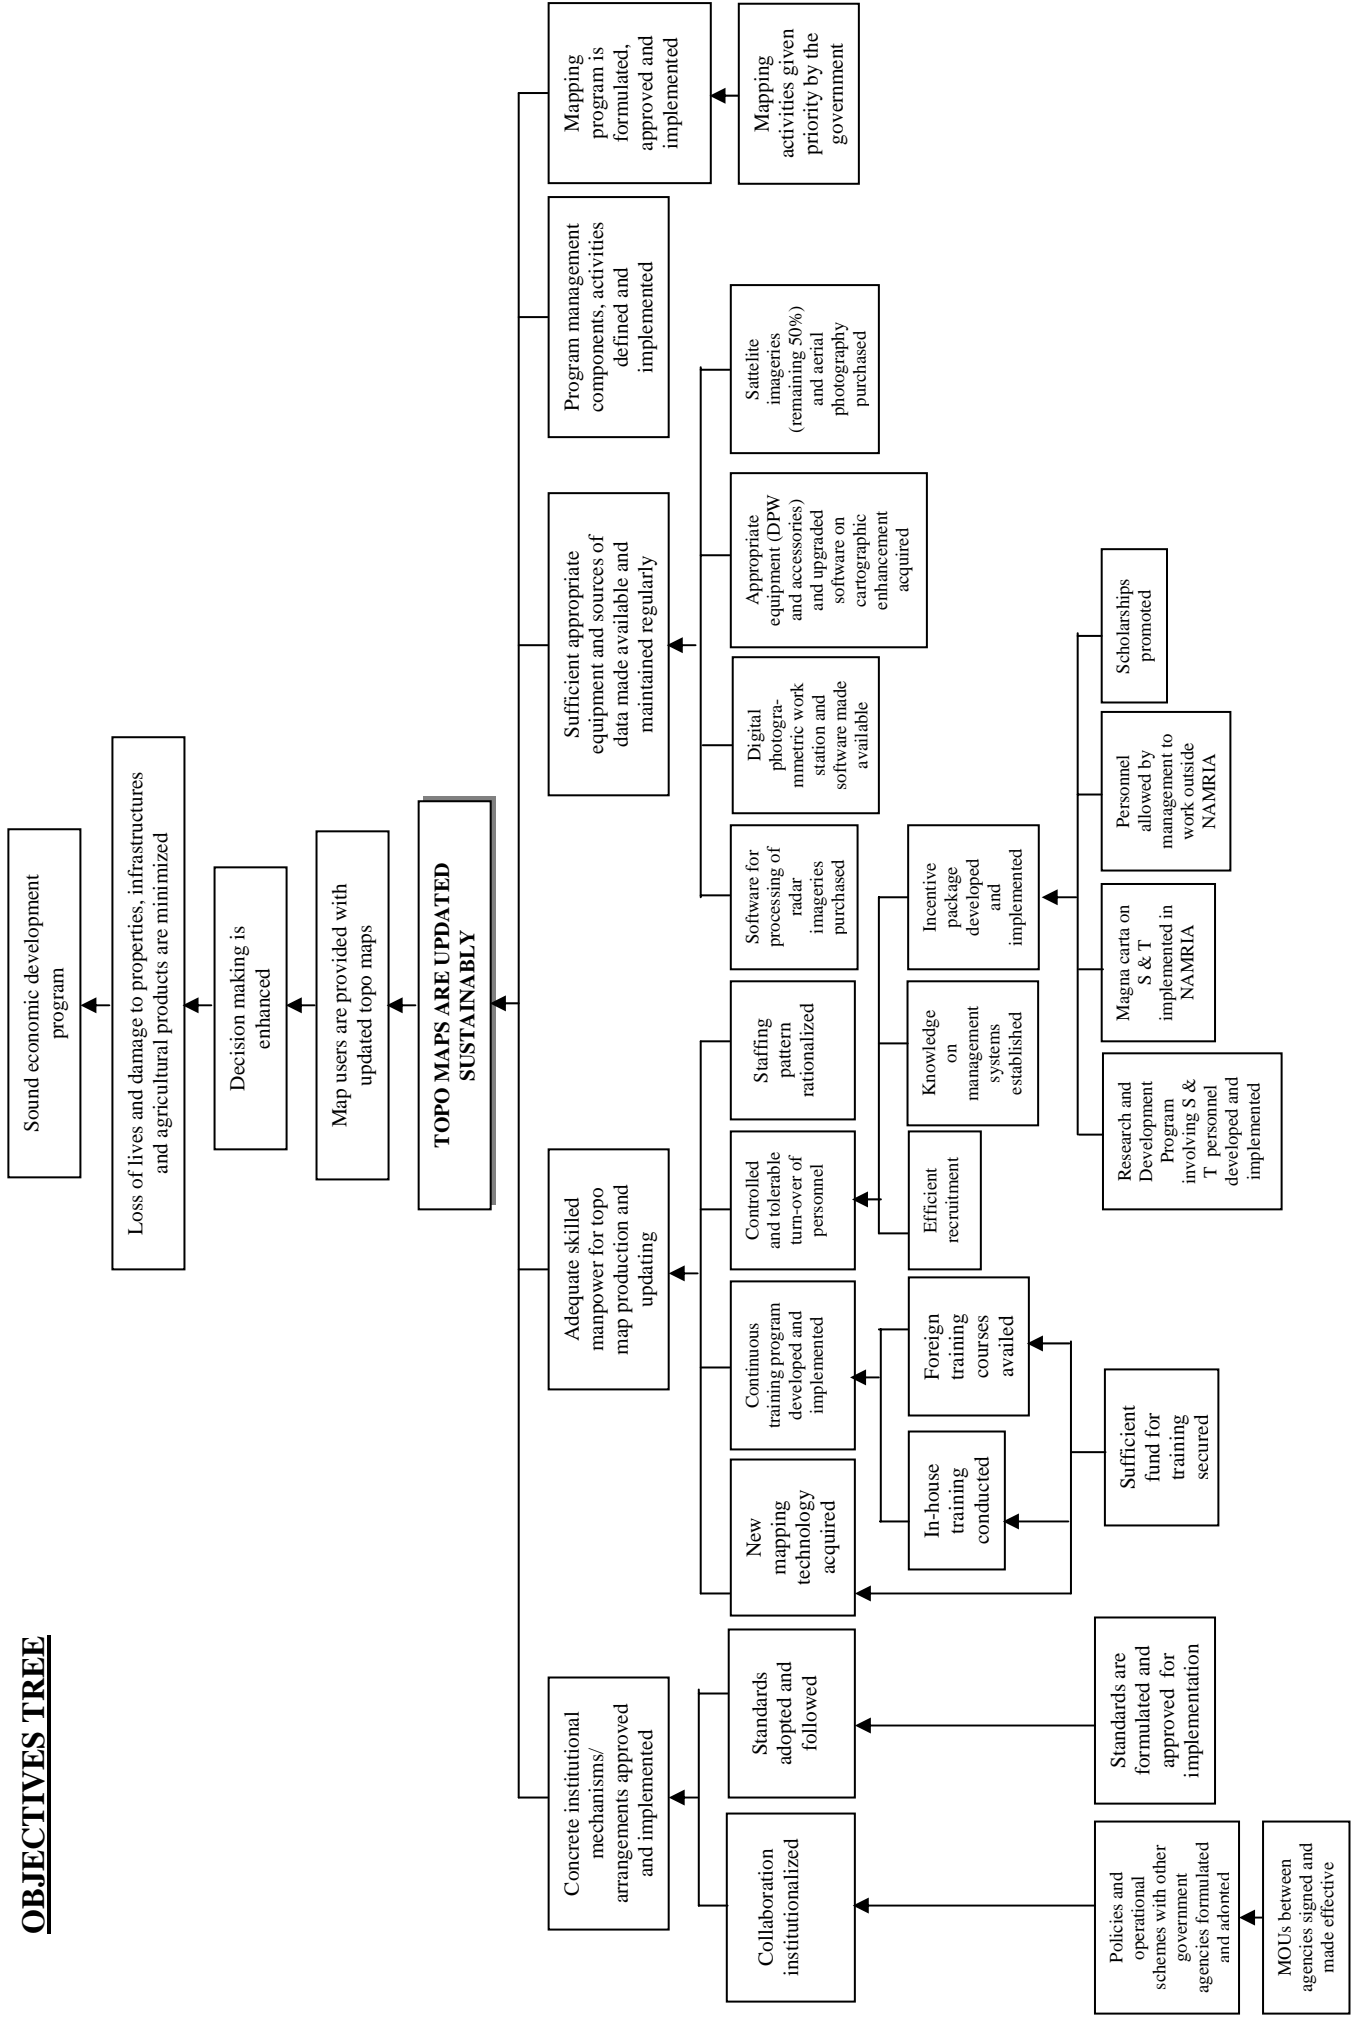 OBJECTIVES TREE
Sound economic development
program
Loss of lives and damage to properties, infrastructures
and agricultural products are minimized
Decision making is
enhanced
Map users are provided with
updated topo maps
TOPO MAPS ARE UPDATED
SUSTAINABLY
Concrete institutional
mechanisms/
arrangements approved
and implemented
Adequate skilled
manpower for topo
map production and
updating
Sufficient appropriate
equipment and sources of
data made available and
maintained regularly
Program management
components, activities
defined and
implemented
Mapping
program is
formulated,
approved and
implemented
Collaboration
institutionalized
Standards
adopted and
followed
New
mapping
technology
acquired
Continuous
training program
developed and
implemented
Controlled
and tolerable
turn-over of
personnel
Staffing
pattern
rationalized
Software for
processing of
radar
imageries
purchased
Digital
photogra-
mmetric work
station and
software made
available
Appropriate
equipment (DPW
and accessories)
and upgraded
software on
cartographic
enhancement
acquired
Sattelite
imageries
(remaining 50%)
and aerial
photography
purchased
Mapping
activities given
priority by the
government
In-house
training
conducted
Foreign
training
courses
availed
Efficient
recruitment
Knowledge
on
management
systems
established
Incentive
package
developed
and
implemented
Policies and
operational
schemes with other
government
agencies formulated
and adopted
Standards are
formulated and
approved for
implementation
Sufficient
fund for
training
secured
Research and
Development
Program
involving S &
T personnel
developed and
implemented
Magna carta on
S & T
implemented in
NAMRIA
Personnel
allowed by
management to
work outside
NAMRIA
Scholarships
promoted
MOUs between
agencies signed and
made effective